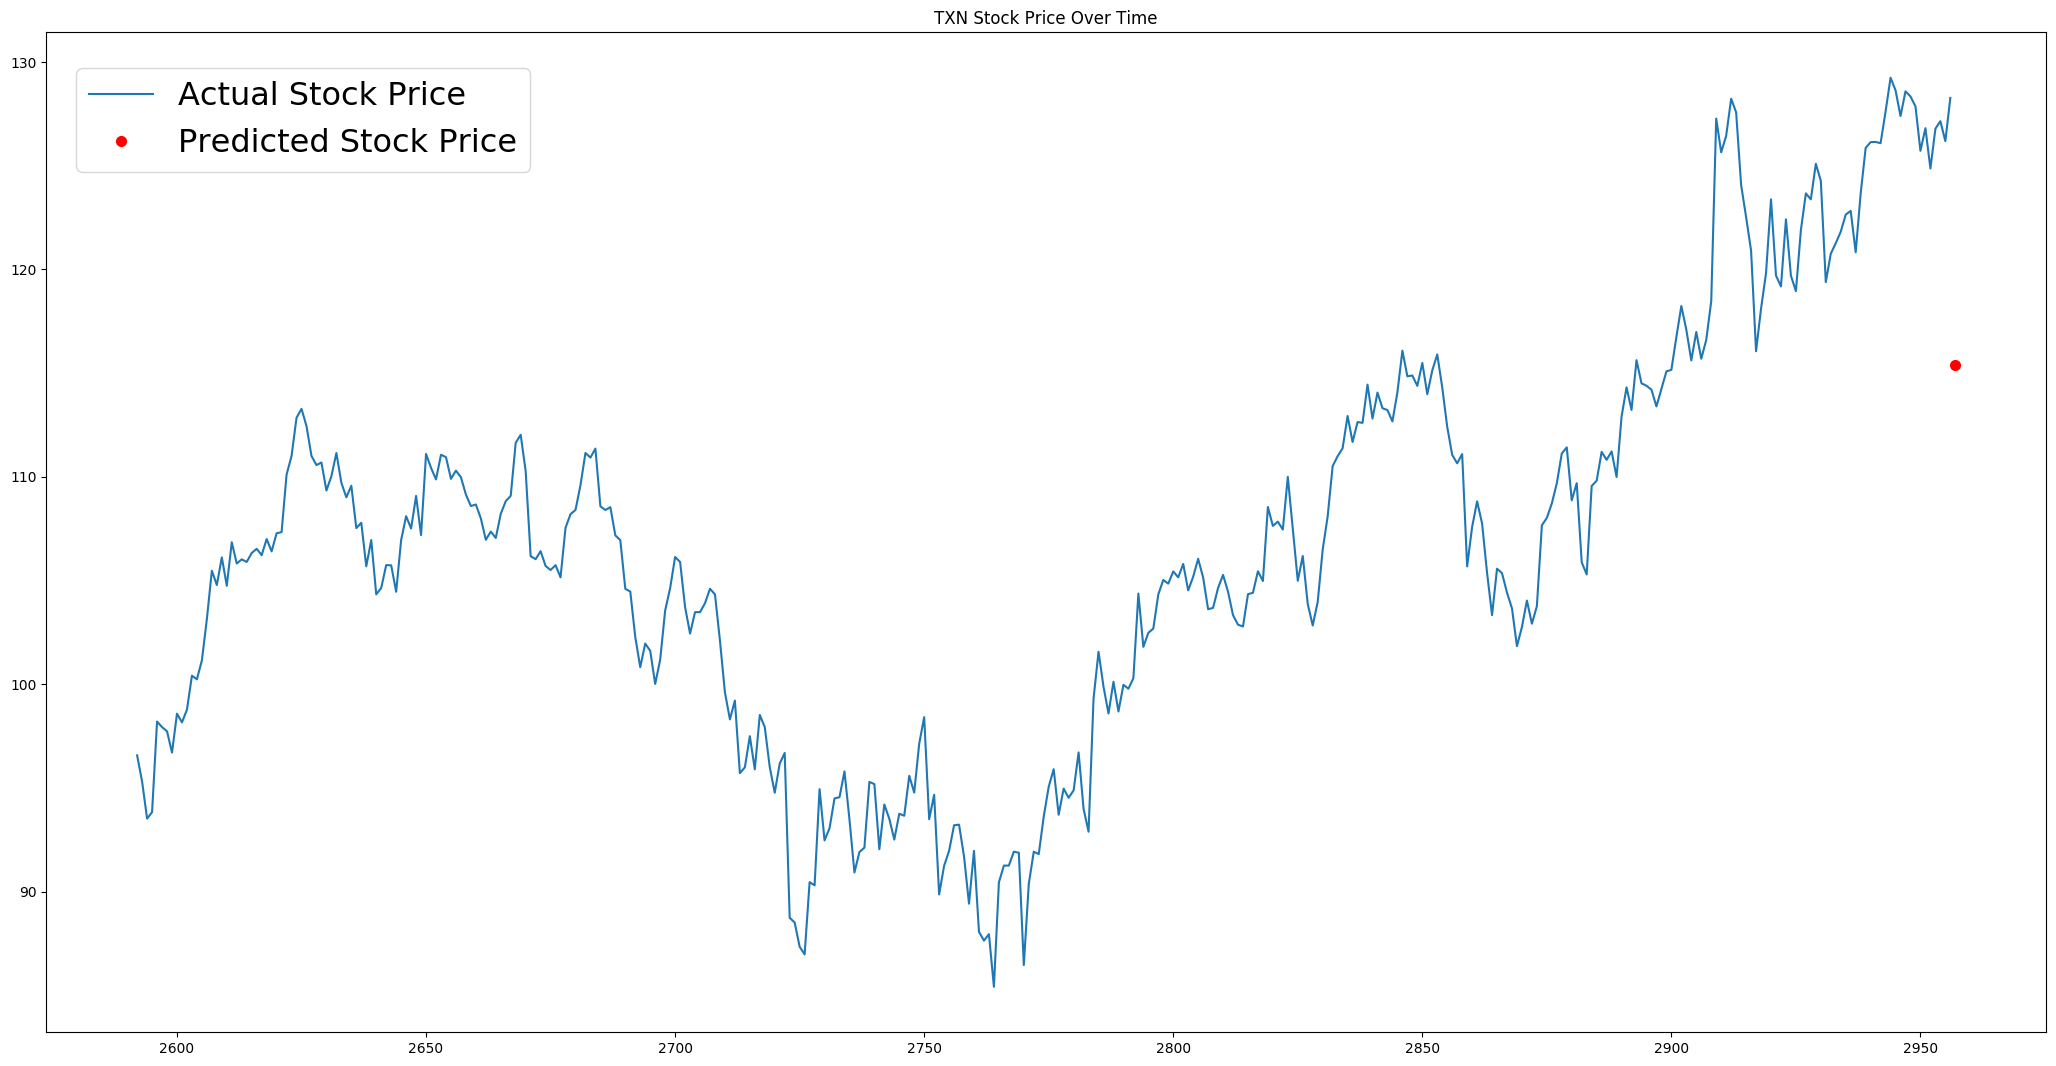 TXN Stock Price Over Time
Actual Stock Price
Predicted Stock Price
130
120
110
100
90
2600 2650 2700 2750 2800 2850 2900 2950